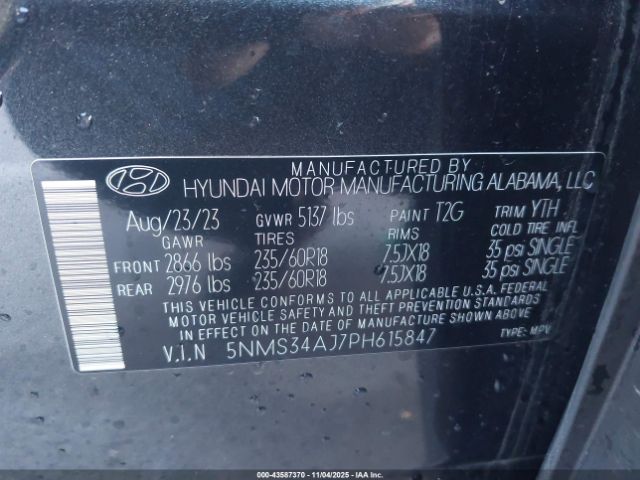 MANUFACTURED BY
HYUNDAI MOTOR MANUFACTURING ALABAMA, LLC
Aug/23/23 GVWR 5137 lbs PAINT T2G TRIM YTH
GAWR TIRES RIMS COLD TIRE INFL
FRONT 2866 lbs 235/60R18 7.5JX18 35 psi SINGLE
REAR 2976 lbs 235/60R18 7.5JX18 35 psi SINGLE
THIS VEHICLE CONFORMS TO ALL APPLICABLE U.S.A. FEDERAL
MOTOR VEHICLE SAFETY AND THEFT PREVENTION STANDARDS
IN EFFECT ON THE DATE OF MANUFACTURE SHOWN ABOVE.
V.I.N 5NMS34AJ7PH615847 TYPE: MPV
000-43587370 - 11/04/2025 - IAAI.COM